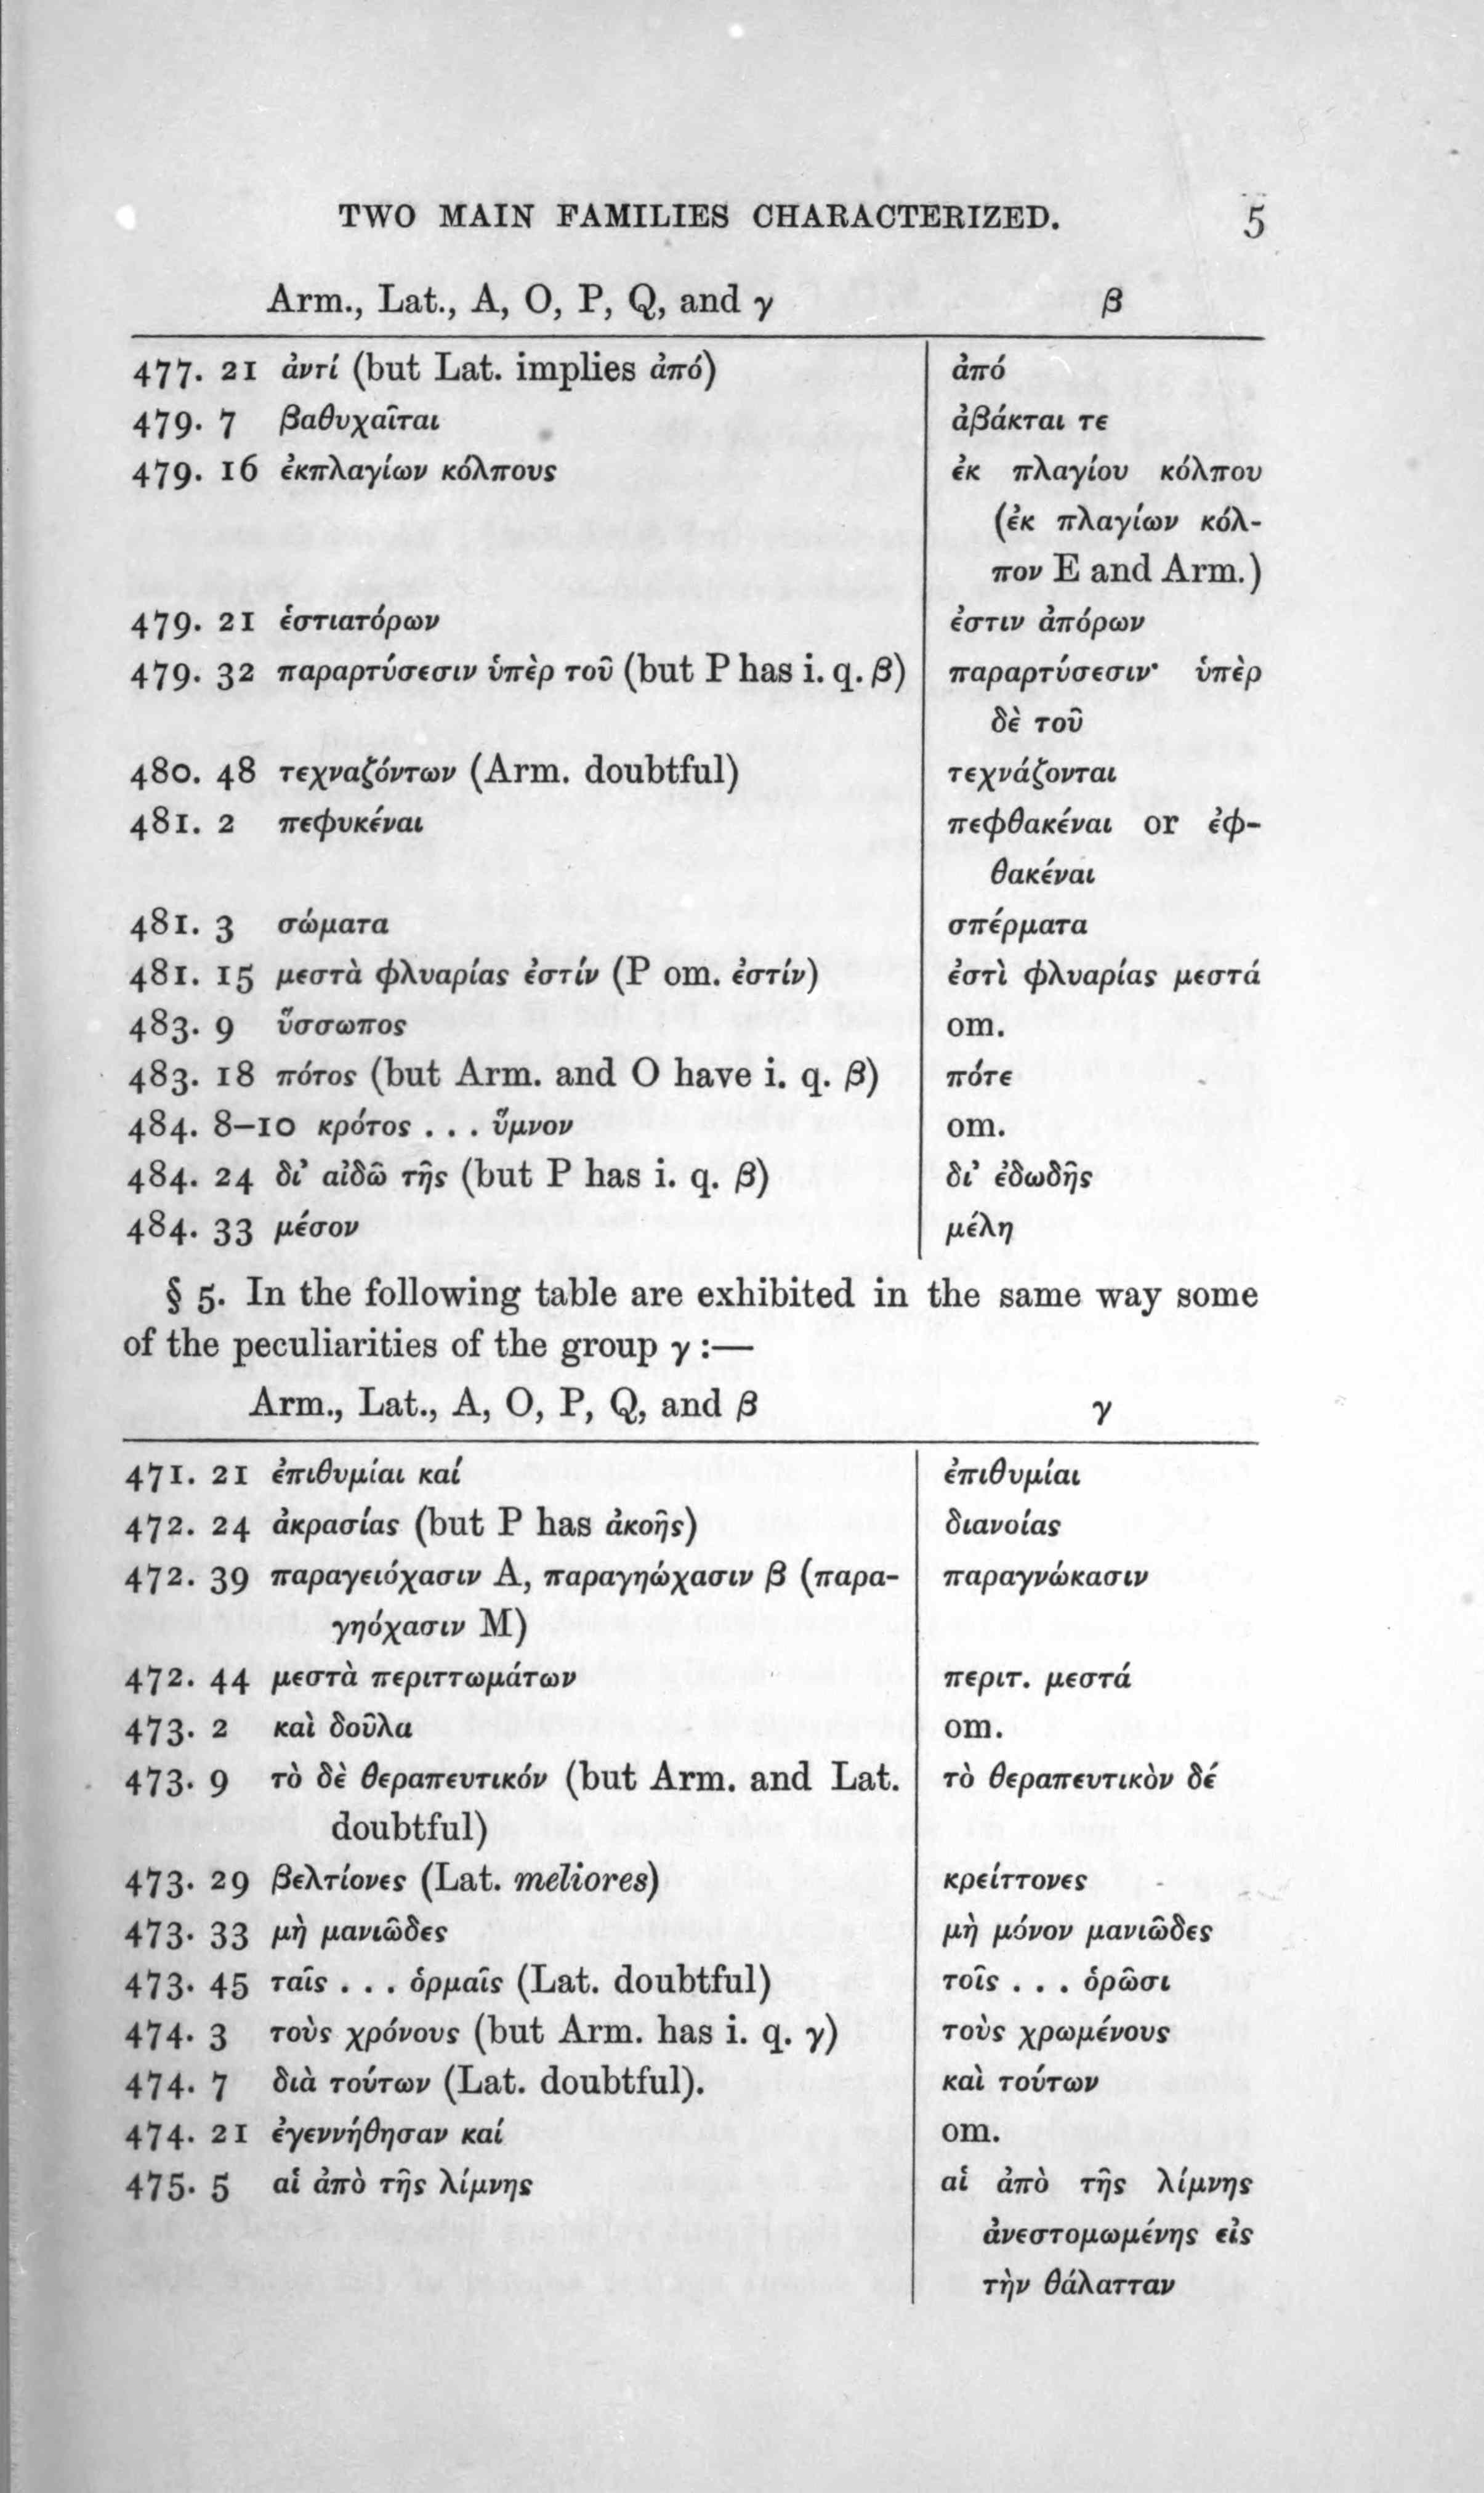 TWO MAIN FAMILIES CHARACTERIZED. 5
Arm., Lat., A, O, P, Q, and γ β
477. 21 ἀντί (but Lat. implies ἀπό) ἀπό
479. 7 βαθυχαῖται ἀβάκται τε
479. 16 ἐκπλαγίων κόλπους ἐκ πλαγίου κόλπου
(ἐκ πλαγίων κόλ-
πον E and Arm.)
479. 21 ἑστιατόρων ἐστιν ἀπόρων
479. 32 παραρτύσεσιν ὑπὲρ τοῦ (but P has i. q. β) παραρτύσεσιν· ὑπὲρ
δὲ τοῦ
480. 48 τεχναζόντων (Arm. doubtful) τεχνάζονται
481. 2 πεφυκέναι πεφθακέναι or ἐφ-
θακέναι
481. 3 σώματα σπέρματα
481. 15 μεστὰ φλυαρίας ἐστίν (P om. ἐστίν) ἐστὶ φλυαρίας μεστά
483. 9 ὕσσωπος om.
483. 18 πότος (but Arm. and O have i. q. β) πότε
484. 8–10 κρότος . . . ὕμνον om.
484. 24 δι’ αἰδῶ τῆς (but P has i. q. β) δι’ ἐδωδῆς
484. 33 μέσον μέλη
§ 5. In the following table are exhibited in the same way some
of the peculiarities of the group γ :—
Arm., Lat., A, O, P, Q, and β γ
471. 21 ἐπιθυμίαι καί ἐπιθυμίαι
472. 24 ἀκρασίας (but P has ἀκοῆς) διανοίας
472. 39 παραγειόχασιν A, παραγηώχασιν β (παρα- παραγνώκασιν
γηόχασιν M)
472. 44 μεστὰ περιττωμάτων περιτ. μεστά
473. 2 καὶ δοῦλα om.
473. 9 τὸ δὲ θεραπευτικόν (but Arm. and Lat. τὸ θεραπευτικὸν δέ
doubtful)
473. 29 βελτίονες (Lat. meliores) κρείττονες
473. 33 μὴ μανιῶδες μὴ μόνον μανιῶδες
473. 45 ταῖς . . . ὁρμαῖς (Lat. doubtful) τοῖς . . . ὁρῶσι
474. 3 τοὺς χρόνους (but Arm. has i. q. γ) τοὺς χρωμένους
474. 7 διὰ τούτων (Lat. doubtful). καὶ τούτων
474. 21 ἐγεννήθησαν καί om.
475. 5 αἱ ἀπὸ τῆς λίμνης αἱ ἀπὸ τῆς λίμνης
ἀνεστομωμένης εἰς
τὴν θάλατταν